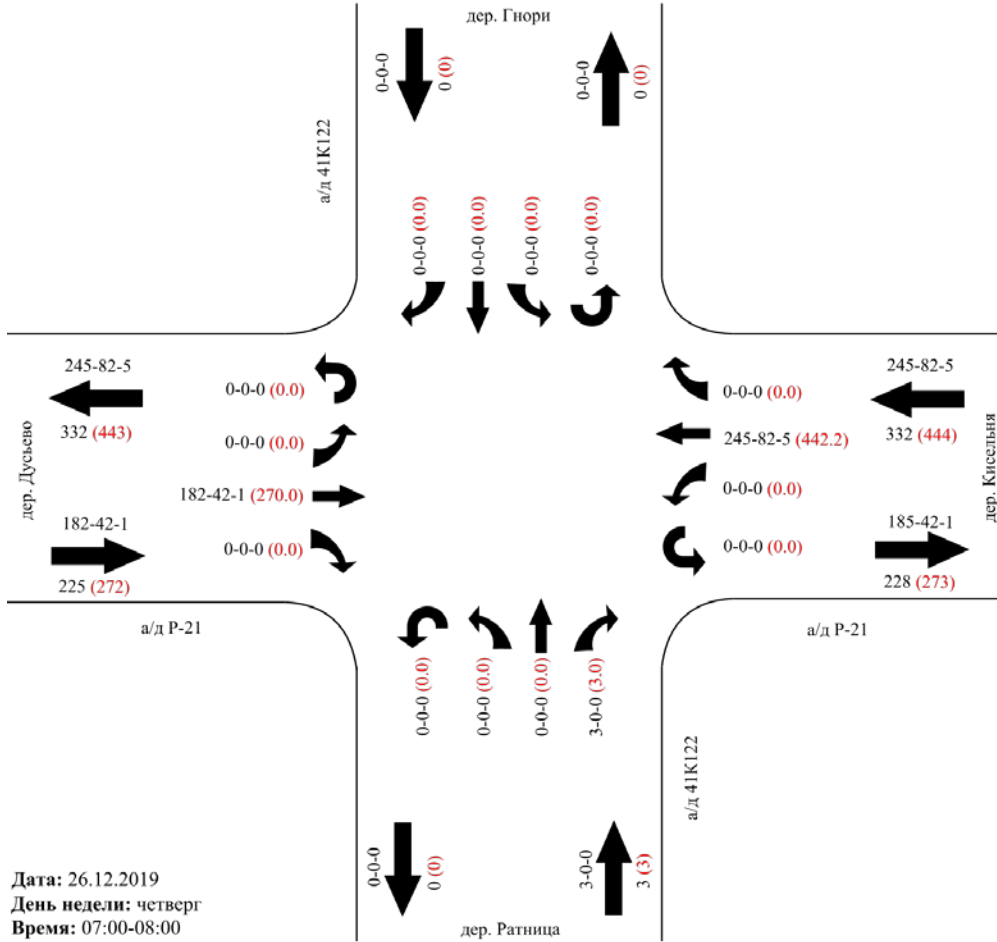 дер. Гнори
0-0-0
0 (0)
0-0-0
0 (0)
а/д 41К122
0-0-0 (0.0)
0-0-0 (0.0)
0-0-0 (0.0)
0-0-0 (0.0)
245-82-5
332 (443)
дер. Дусьево
182-42-1
225 (272)
0-0-0 (0.0)
0-0-0 (0.0)
182-42-1 (270.0)
0-0-0 (0.0)
0-0-0 (0.0)
245-82-5 (442.2)
0-0-0 (0.0)
0-0-0 (0.0)
245-82-5
332 (444)
дер. Кисельня
185-42-1
228 (273)
а/д Р-21
а/д Р-21
0-0-0 (0.0)
0-0-0 (0.0)
0-0-0 (0.0)
3-0-0 (3.0)
а/д 41К122
0-0-0
0 (0)
3-0-0
3 (3)
дер. Ратница
Дата: 26.12.2019
День недели: четверг
Время: 07:00-08:00